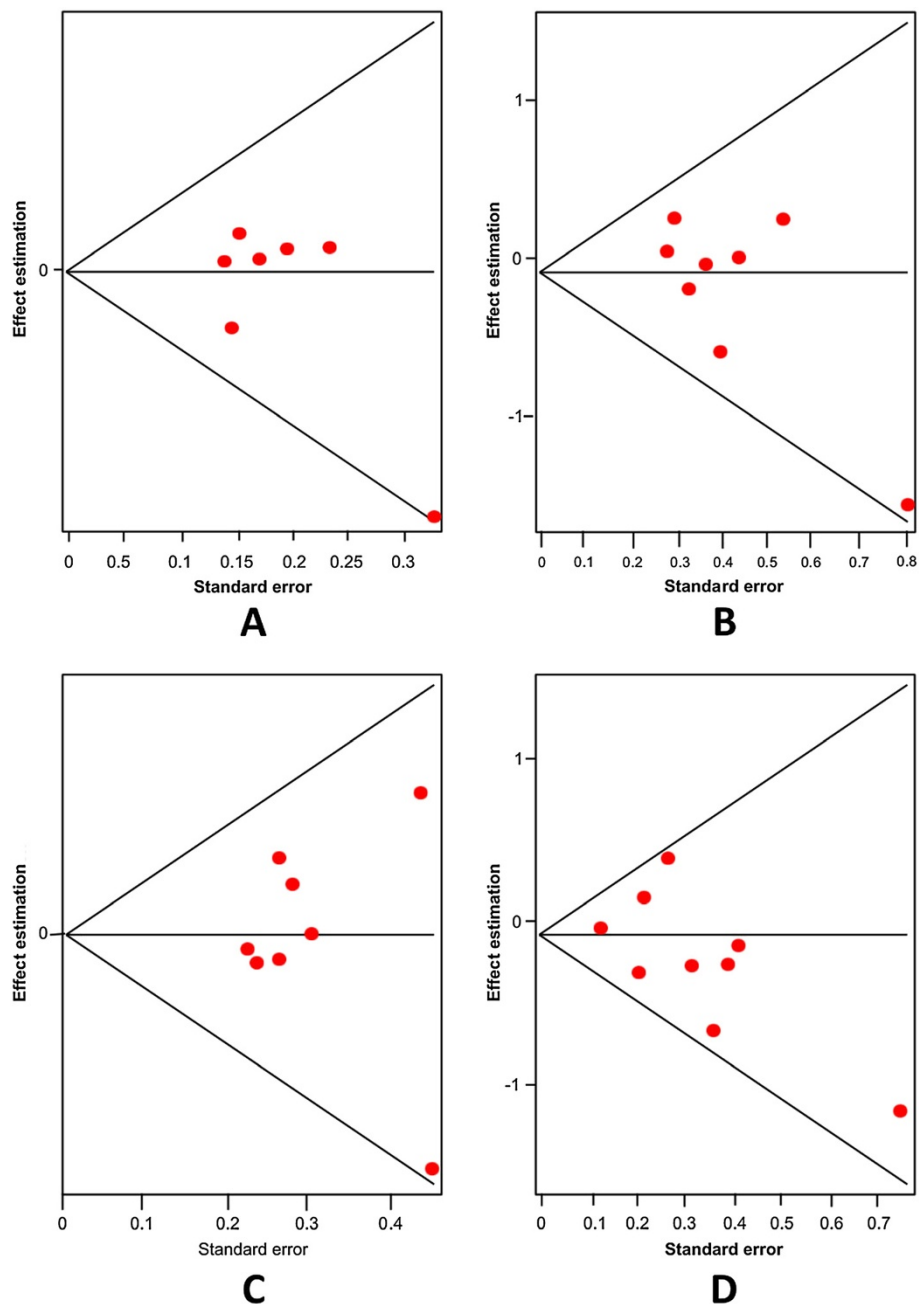 Effect estimation
0
0 0.5 0.1 0.15 0.2 0.25 0.3
Standard error
A
Effect estimation
1
0
-1
0 0.1 0.2 0.3 0.4 0.5 0.6 0.7 0.8
Standard error
B
Effect estimation
0
0 0.1 0.2 0.3 0.4
Standard error
C
Effect estimation
1
0
-1
0 0.1 0.2 0.3 0.4 0.5 0.6 0.7
Standard error
D